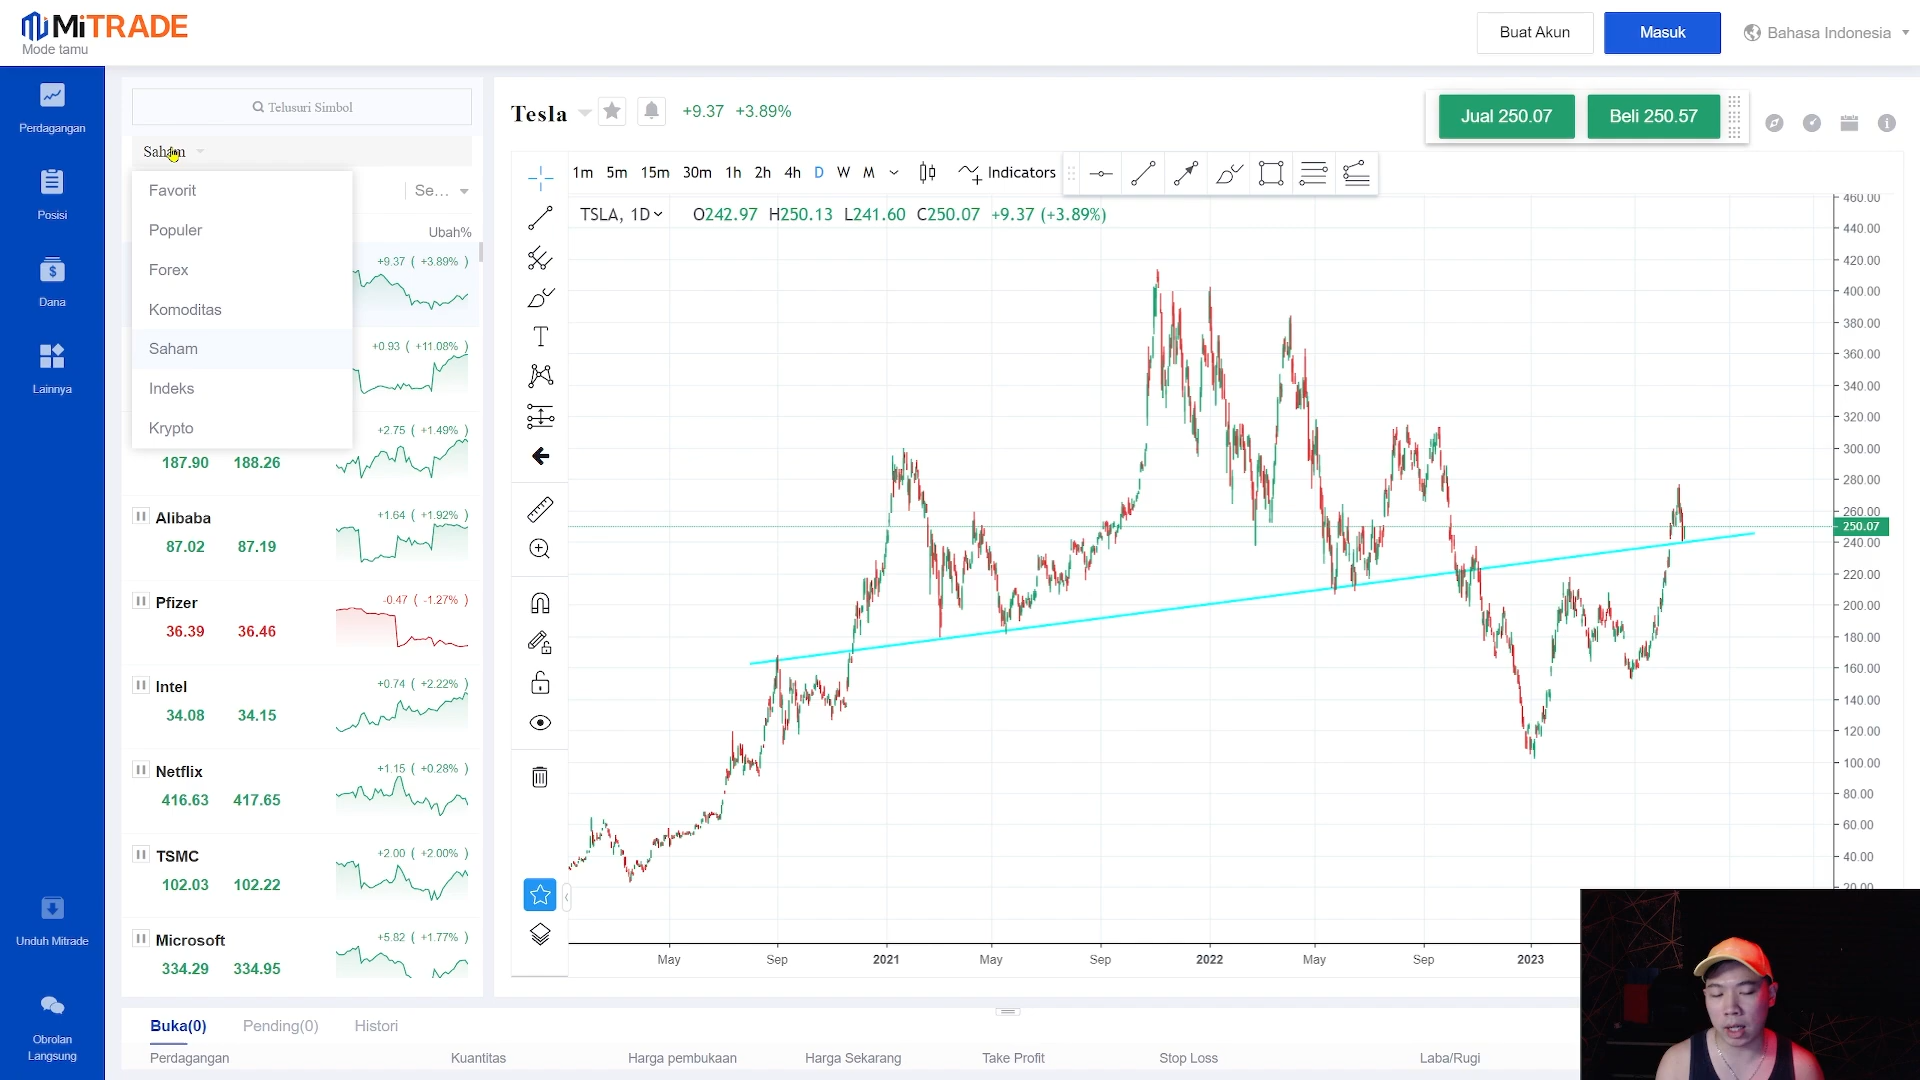 MiTRADE
Mode tamu
Buat Akun
Masuk
Bahasa Indonesia
Perdagangan
Posisi
Dana
Lainnya
Unduh Mitrade
Obrolan
Langsung
Telusuri Simbol
Saham
Favorit
Populer
Forex
Komoditas
Saham
Indeks
Krypto
Se...
Ubah%
+9.37 ( +3.89% )
+0.93 ( +11.08% )
+2.75 ( +1.49% )
187.90 188.26
Alibaba +1.64 ( +1.92% )
87.02 87.19
Pfizer -0.47 ( -1.27% )
36.39 36.46
Intel +0.74 ( +2.22% )
34.08 34.15
Netflix +1.15 ( +0.28% )
416.63 417.65
TSMC +2.00 ( +2.00% )
102.03 102.22
Microsoft +5.82 ( +1.77% )
334.29 334.95
Tesla +9.37 +3.89%
Jual 250.07 Beli 250.57
1m 5m 15m 30m 1h 2h 4h D W M Indicators
TSLA, 1D O242.97 H250.13 L241.60 C250.07 +9.37 (+3.89%)
460.00
440.00
420.00
400.00
380.00
360.00
340.00
320.00
300.00
280.00
260.00
250.07
240.00
220.00
200.00
180.00
160.00
140.00
120.00
100.00
80.00
60.00
40.00
20.00
May Sep 2021 May Sep 2022 May Sep 2023
Buka(0) Pending(0) Histori
Perdagangan Kuantitas Harga pembukaan Harga Sekarang Take Profit Stop Loss Laba/Rugi